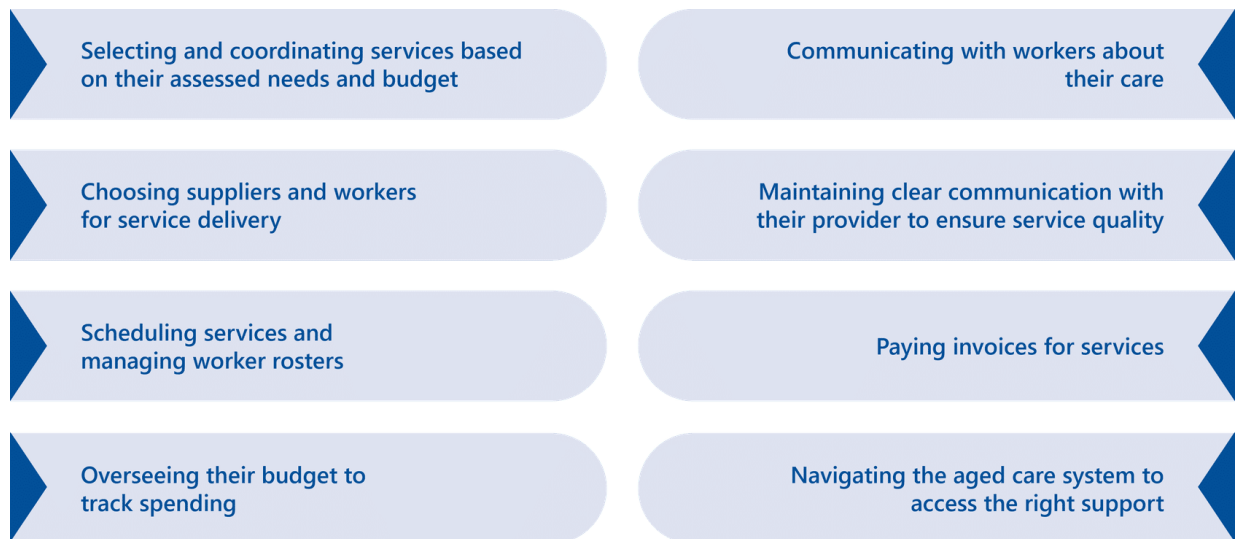 Selecting and coordinating services based
on their assessed needs and budget
Communicating with workers about
their care
Choosing suppliers and workers
for service delivery
Maintaining clear communication with
their provider to ensure service quality
Scheduling services and
managing worker rosters
Paying invoices for services
Overseeing their budget to
track spending
Navigating the aged care system to
access the right support